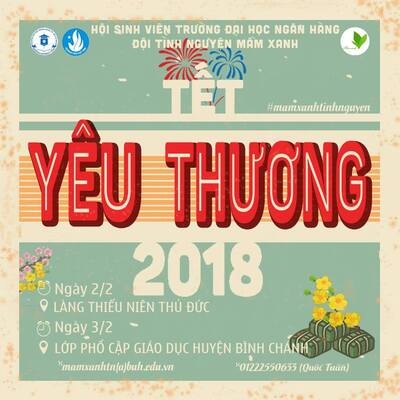 HỘI SINH VIÊN TRƯỜNG ĐẠI HỌC NGÂN HÀNG
ĐỘI TÌNH NGUYỆN MẦM XANH
TẾT
#mamxanhtinhnguyen
YÊU THƯƠNG
2018
Ngày 2/2
LÀNG THIẾU NIÊN THỦ ĐỨC
Ngày 3/2
LỚP PHỔ CẬP GIÁO DỤC HUYỆN BÌNH CHÁNH
*mamxanhtn(a)buh.edu.vn
*01222550633 (Quốc Tuấn)